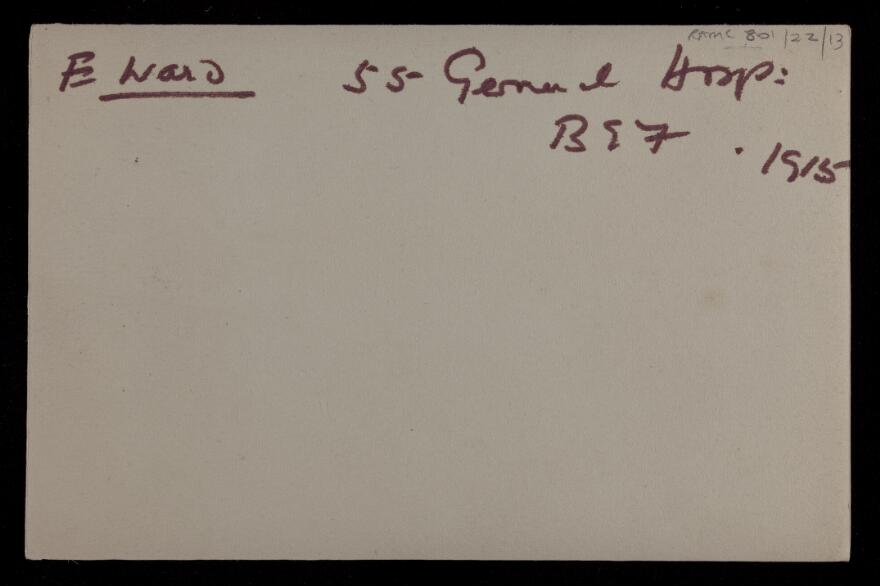 RAMC 801/22/13
E Ward 55 General Hosp:
BEF . 1915